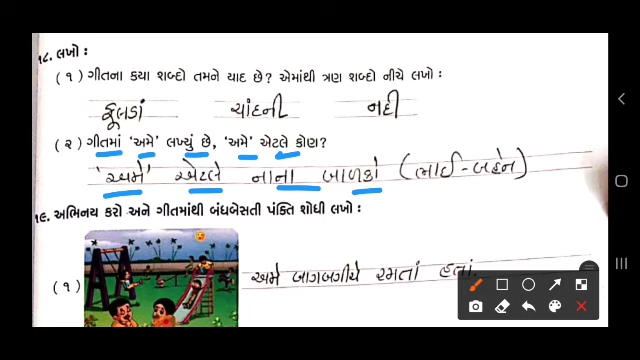 ૧૮. લખો :
(૧) ગીતના કયા શબ્દો તમને યાદ છે? એમાંથી ત્રણ શબ્દો નીચે લખો :
ફૂલડાં ચાંદની નદી
(૨) ગીતમાં 'અમે' લખ્યું છે, 'અમે' એટલે કોણ?
'અમે' એટલે નાના બાળકો (ભાઈ-બહેન)
૧૯. અભિનય કરો અને ગીતમાંથી બંધબેસતી પંક્તિ શોધી લખો :
(૧) અમે બાગબગીચે રમતાં હતાં.